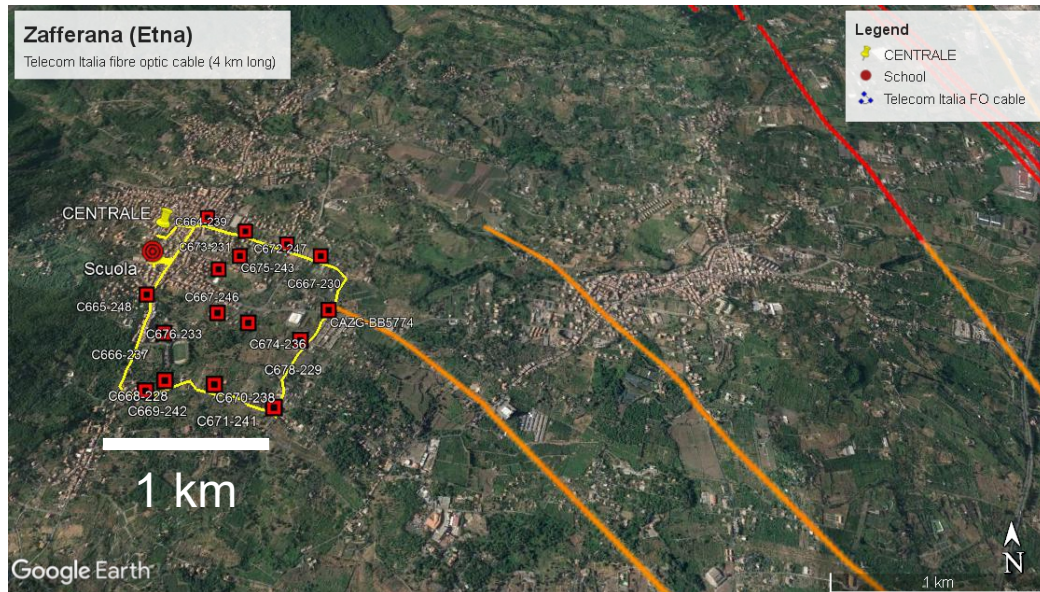 Zafferana (Etna)
Telecom Italia fibre optic cable (4 km long)
Legend
CENTRALE
School
Telecom Italia FO cable
CENTRALE
C664-239
C673-231
C672-247
C675-243
Scuola
C667-230
C665-248
C667-246
CAZG-BB5774
C676-233
C674-236
C666-237
C678-229
C668-228
C670-238
C669-242
C671-241
1 km
N
Google Earth
1 km